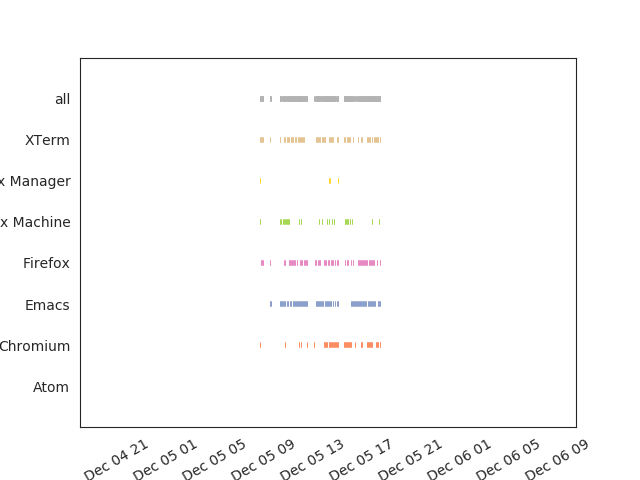 all
XTerm
x Manager
x Machine
Firefox
Emacs
Chromium
Atom
Dec 04 21
Dec 05 01
Dec 05 05
Dec 05 09
Dec 05 13
Dec 05 17
Dec 05 21
Dec 06 01
Dec 06 05
Dec 06 09